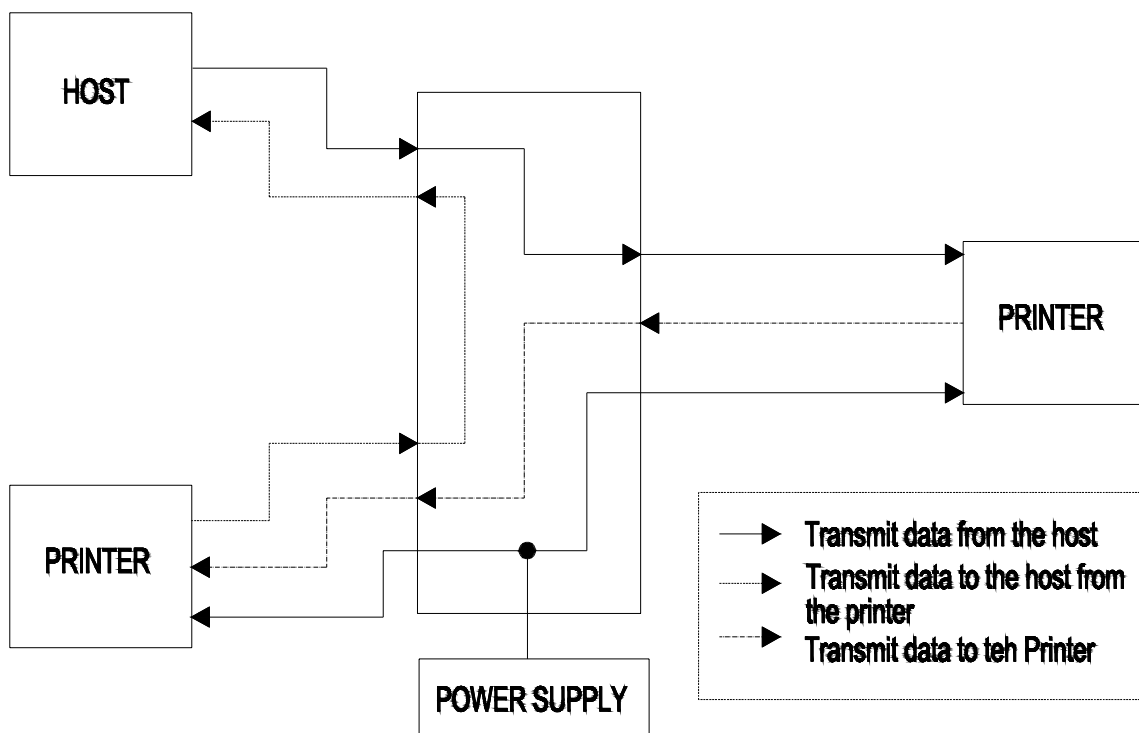 HOST
PRINTER
PRINTER
POWER SUPPLY
Transmit data from the host
Transmit data to the host from
the printer
Transmit data to teh Printer